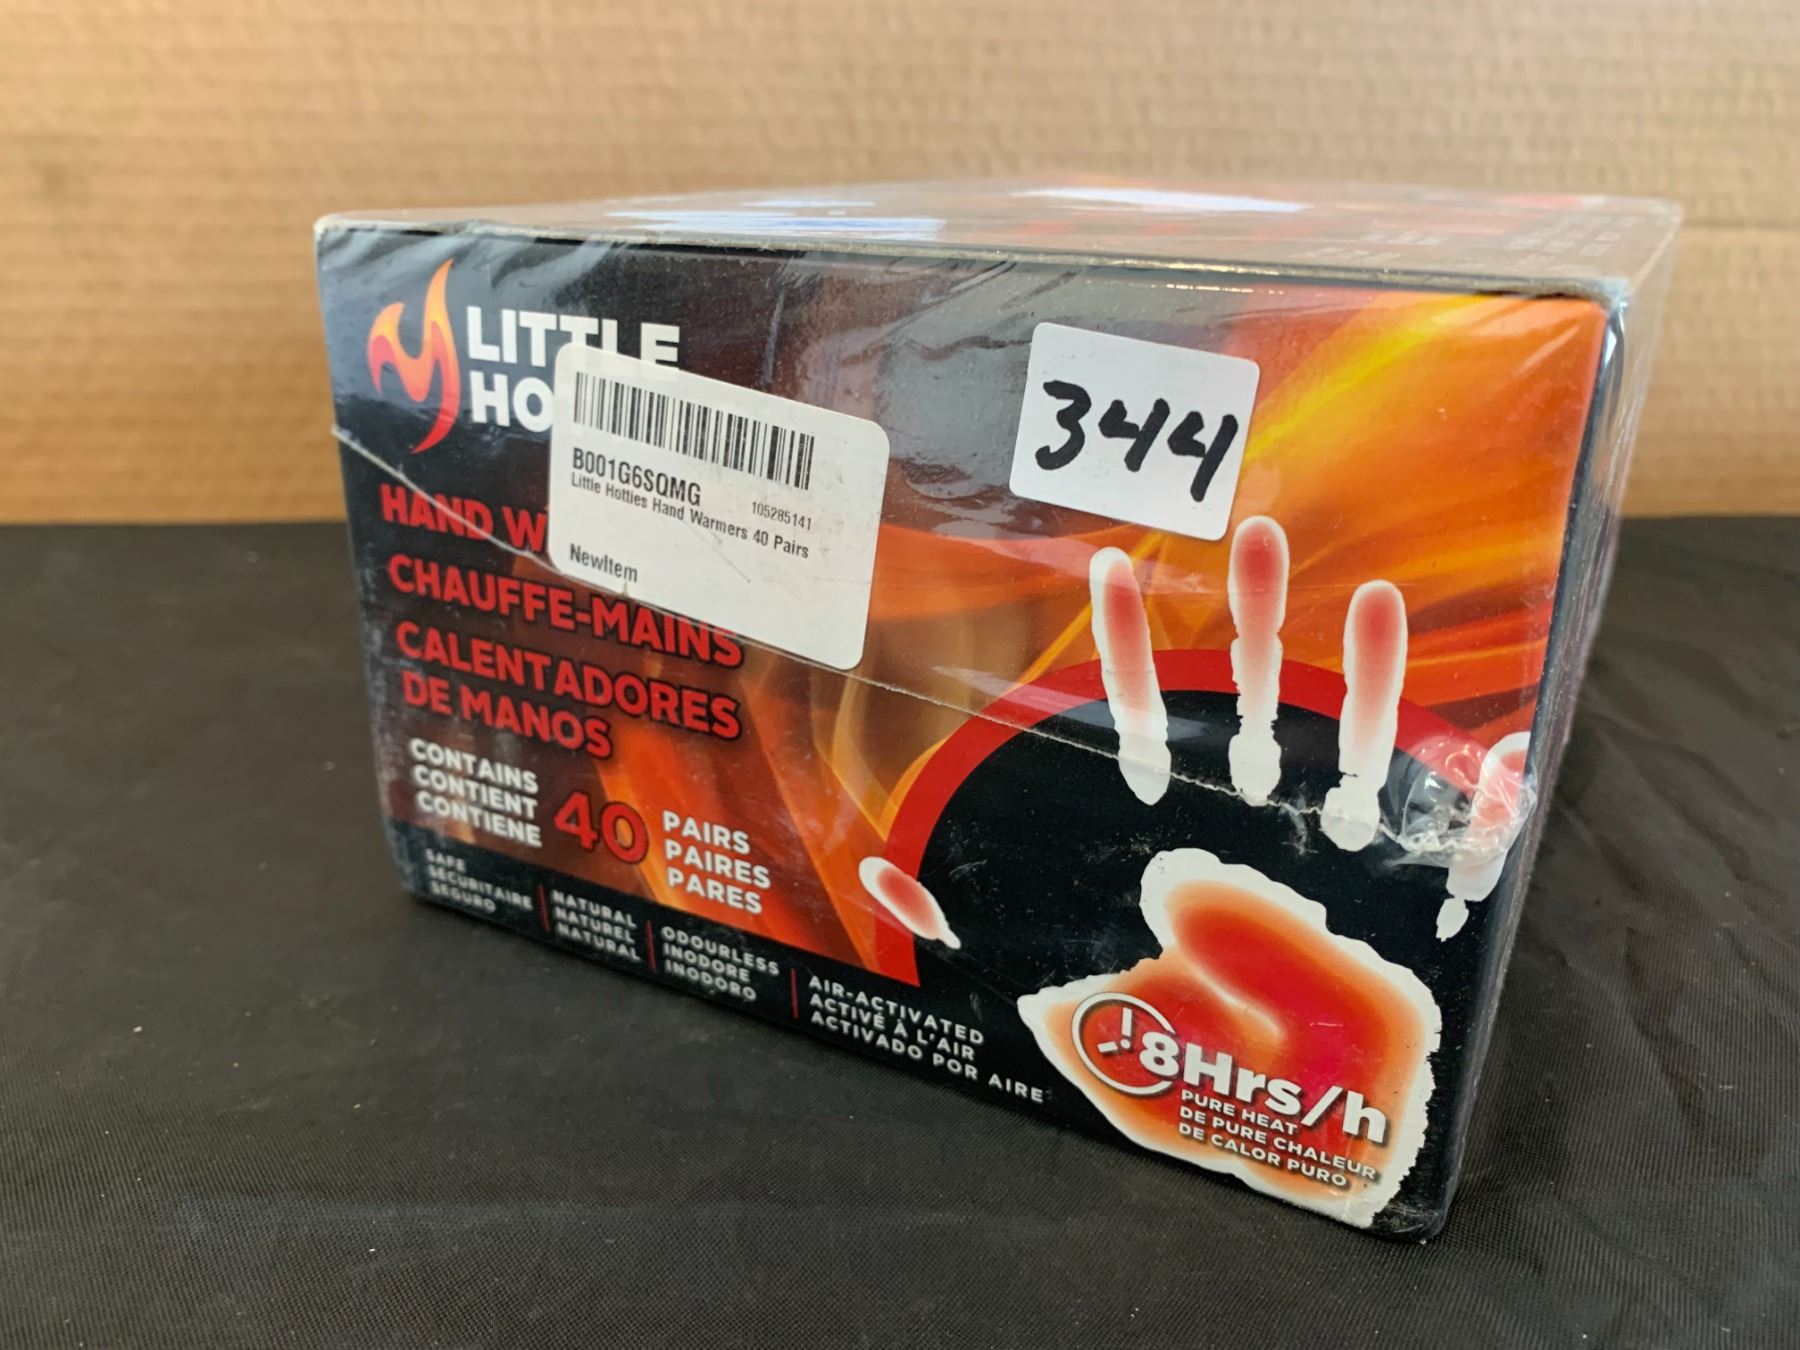 LITTLE
HO
344
B001G6SQMG
105285141
Little Hotties Hand Warmers 40 Pairs
NewItem
HAND W
CHAUFFE-MAINS
CALENTADORES
DE MANOS
CONTAINS
CONTIENT
CONTIENE
40
PAIRS
PAIRES
PARES
SAFE
SÉCURITAIRE
SEGURO
NATURAL
NATUREL
NATURAL
ODOURLESS
INODORE
INODORO
AIR-ACTIVATED
ACTIVÉ À L'AIR
ACTIVADO POR AIRE
8Hrs/h
PURE HEAT
DE PURE CHALEUR
DE CALOR PURO